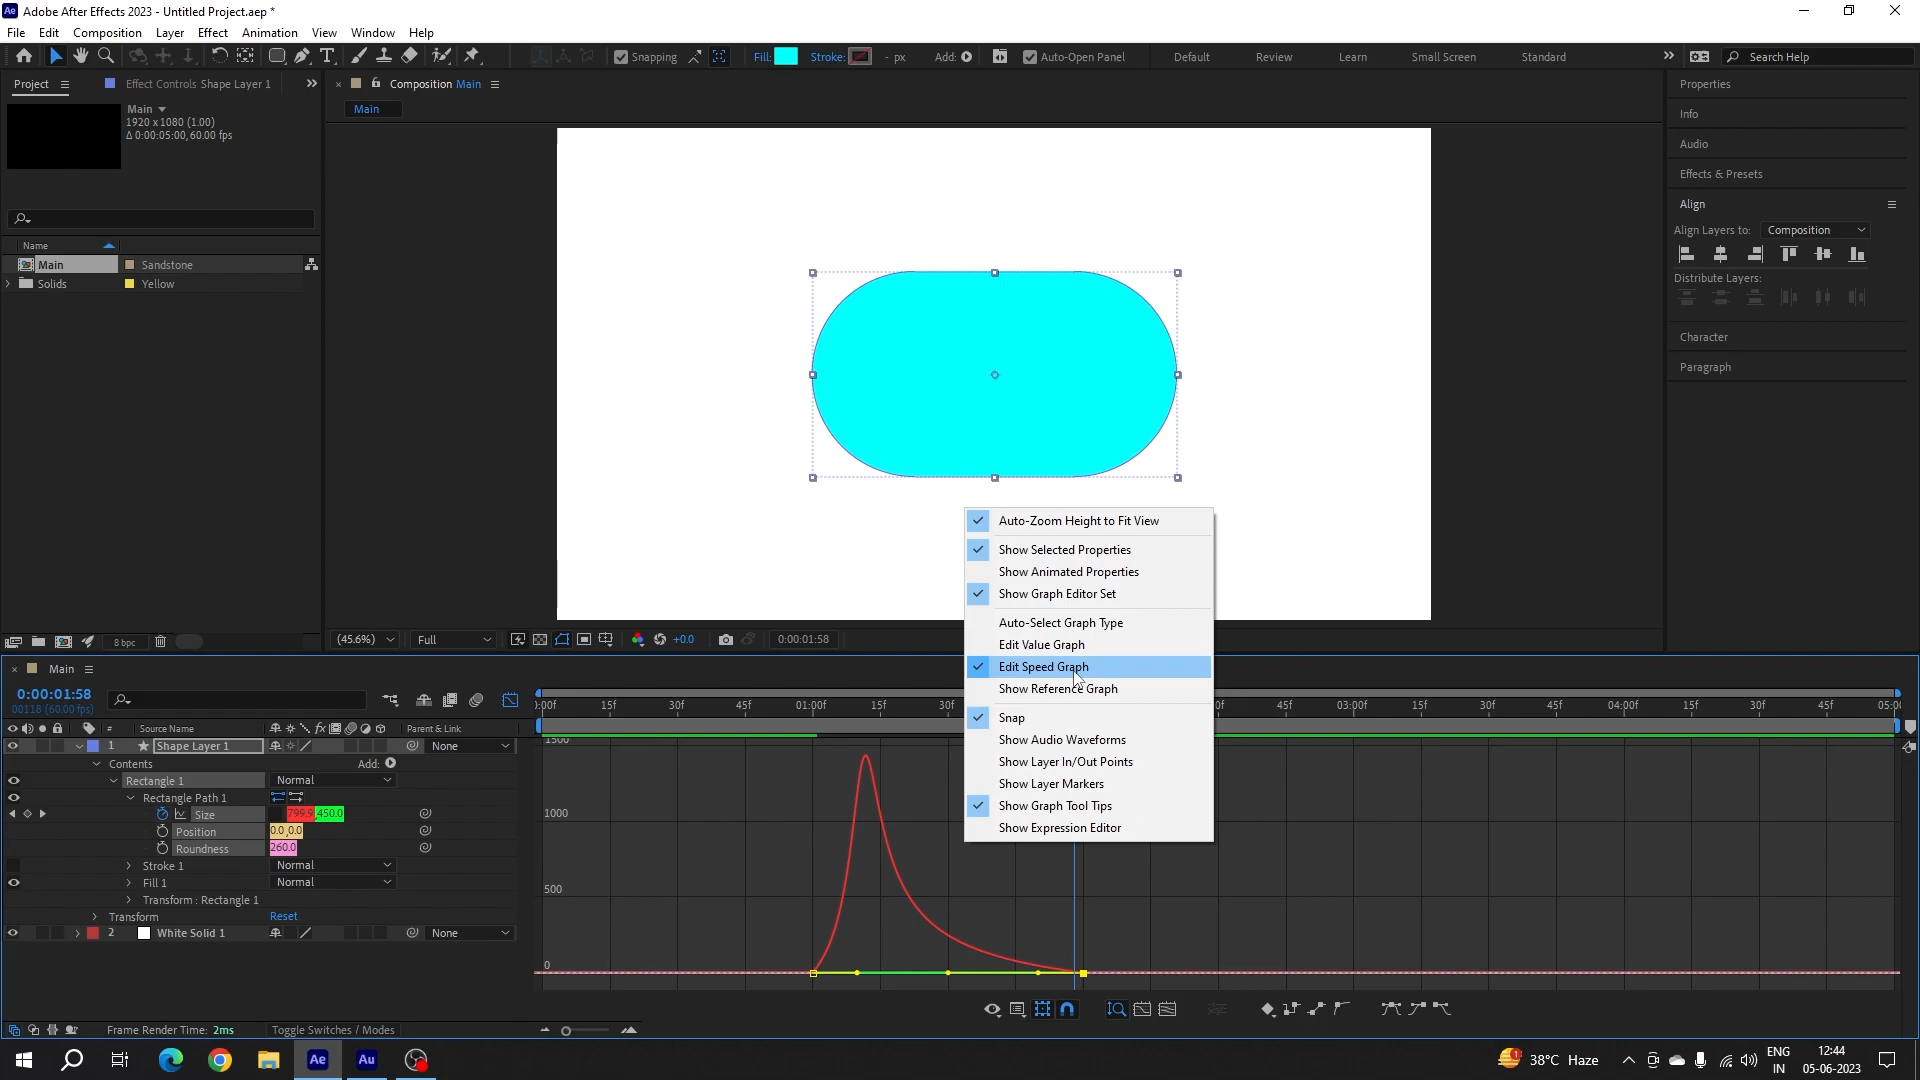 Ae Adobe After Effects 2023 - Untitled Project.aep *
File Edit Composition Layer Effect Animation View Window Help
Snapping Fill: Stroke: - px Add: Auto-Open Panel Default Review Learn Small Screen Standard Search Help
Project Effect Controls Shape Layer 1 Composition Main Properties
Main
1920 x 1080 (1.00)
Δ 0:00:05:00, 60.00 fps
Main
Info
Audio
Effects & Presets
Align
Align Layers to: Composition
Distribute Layers:
Character
Paragraph
Name
Main Sandstone
Solids Yellow
8 bpc
(45.6%) Full +0.0 0:00:01:58
Auto-Zoom Height to Fit View
Show Selected Properties
Show Animated Properties
Show Graph Editor Set
Auto-Select Graph Type
Edit Value Graph
Edit Speed Graph
Show Reference Graph
Snap
Show Audio Waveforms
Show Layer In/Out Points
Show Layer Markers
Show Graph Tool Tips
Show Expression Editor
Main
0:00:01:58
00118 (60.00 fps)
# Source Name fx Parent & Link
1 Shape Layer 1 None
Contents Add:
Rectangle 1 Normal
Rectangle Path 1
Size 799.9,450.0
Position 0.0,0.0
Roundness 260.0
Stroke 1 Normal
Fill 1 Normal
Transform : Rectangle 1
Transform Reset
2 White Solid 1 None
:00f 15f 30f 45f 01:00f 15f 30f 0f 45f 03:00f 15f 30f 45f 04:00f 15f 30f 45f 05:00
1500
1000
500
0
Frame Render Time: 2ms Toggle Switches / Modes
Ae Au
1 38°C Haze
ENG
IN
12:44
05-06-2023